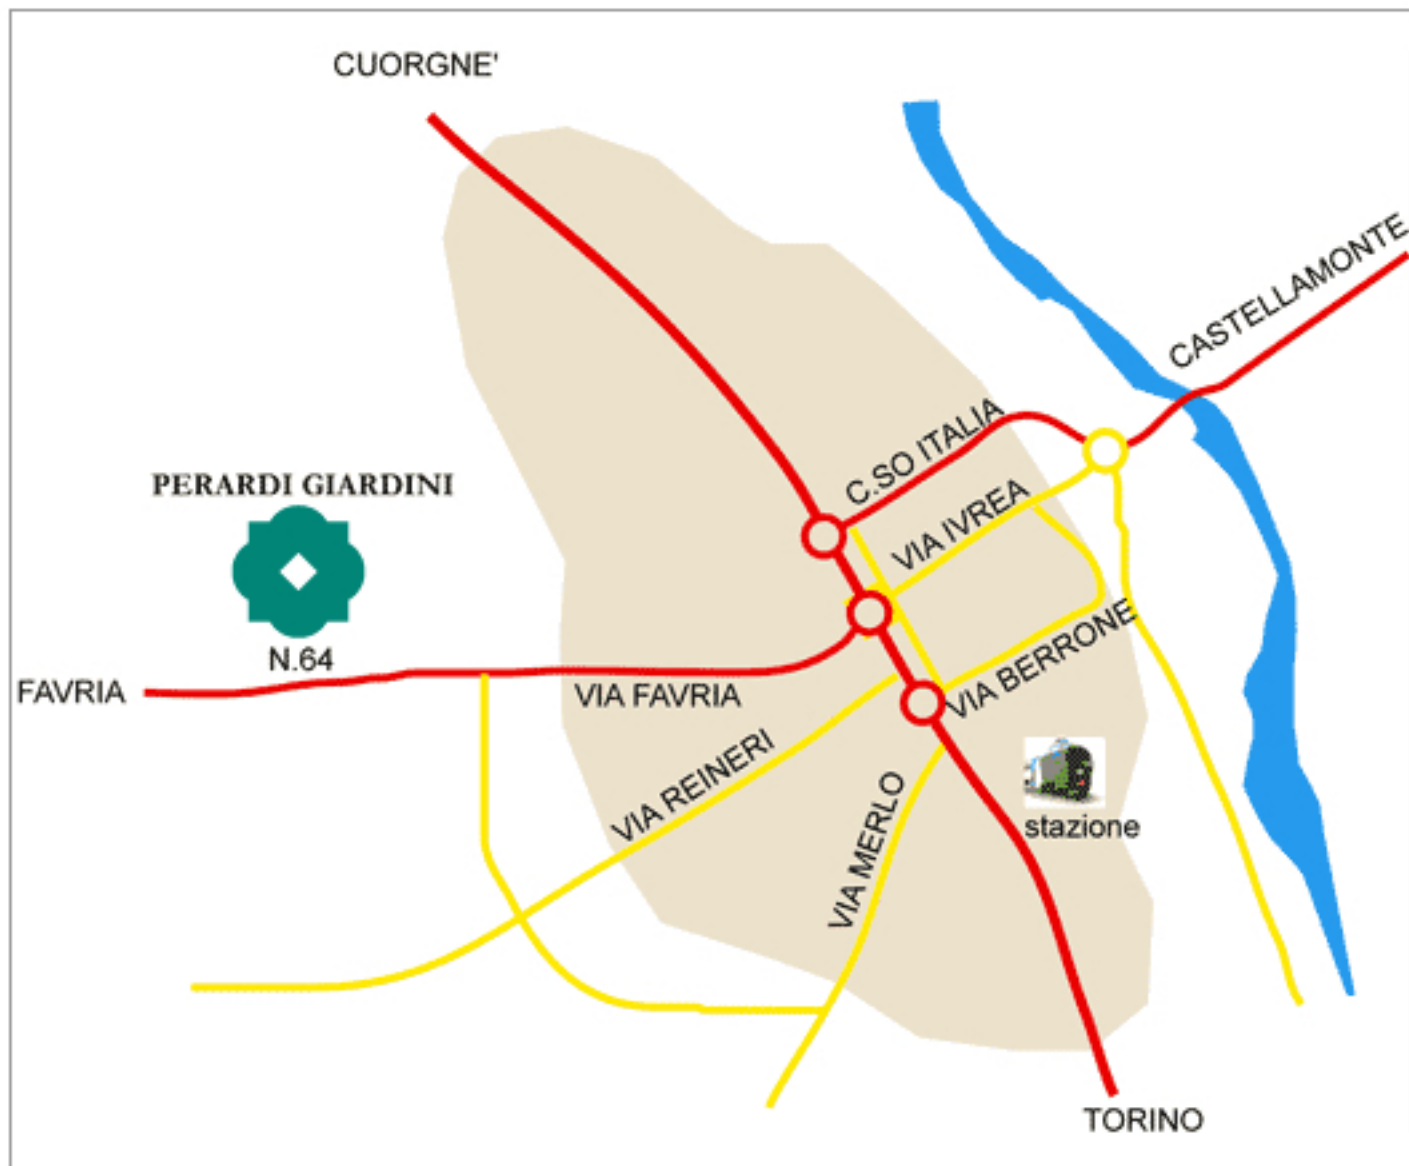 CUORGNE'
CASTELLAMONTE
C.SO ITALIA
PERARDI GIARDINI
VIA IVREA
N.64
FAVRIA
VIA FAVRIA
VIA BERRONE
VIA REINERI
VIA MERLO
stazione
TORINO